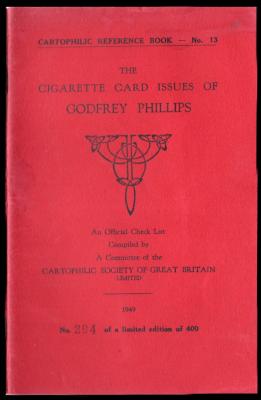 CARTOPHILIC REFERENCE BOOK — No. 13
THE
CIGARETTE CARD ISSUES OF
GODFREY PHILLIPS
An Official Check List
Compiled by
A Committee of the
CARTOPHILIC SOCIETY OF GREAT BRITAIN
LIMITED
1949
No. 294 of a limited edition of 400